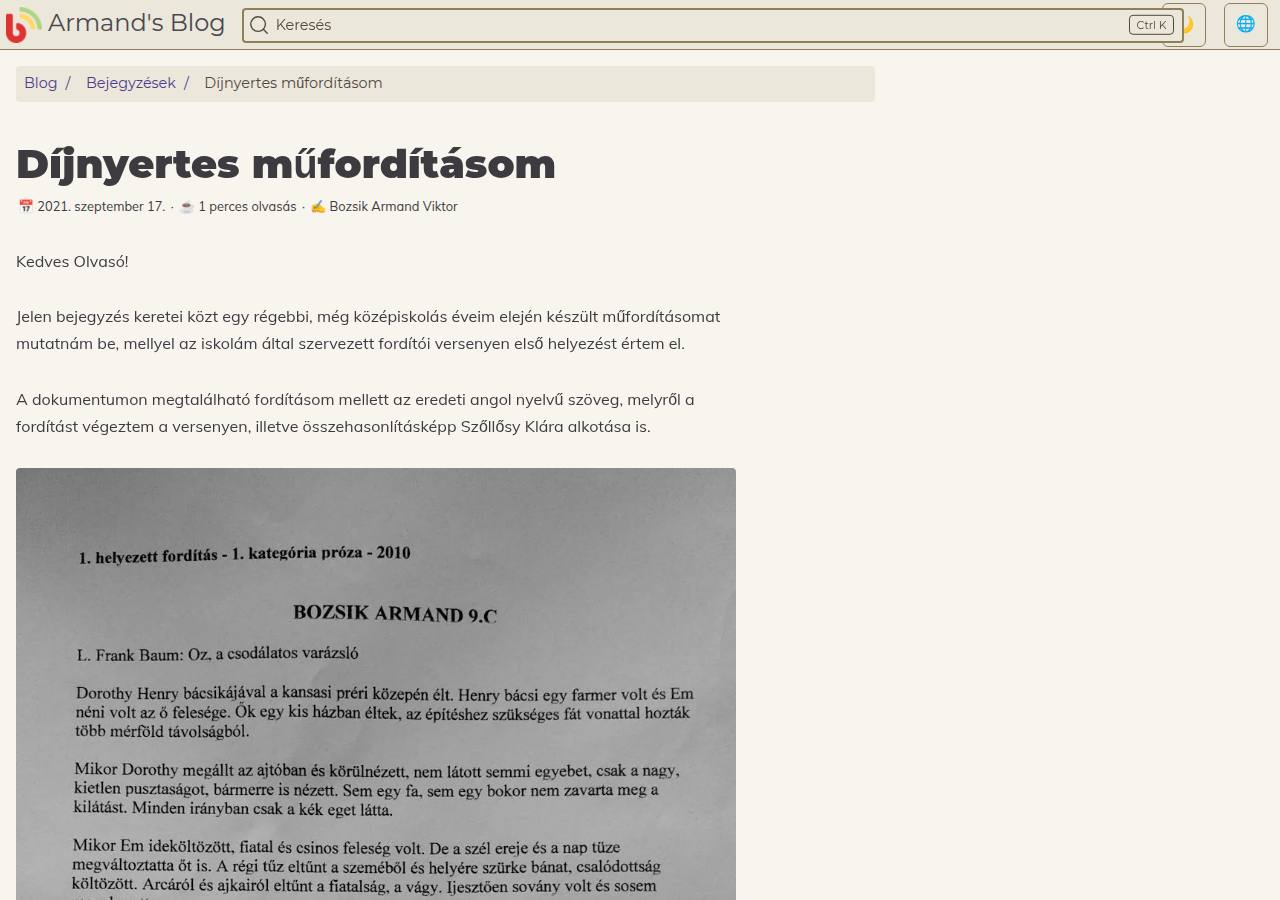 Armand's Blog
Keresés
Ctrl K
Blog / Bejegyzések / Díjnyertes műfordításom
Díjnyertes műfordításom
2021. szeptember 17. · 1 perces olvasás · Bozsik Armand Viktor
Kedves Olvasó!
Jelen bejegyzés keretei közt egy régebbi, még középiskolás éveim elején készült műfordításomat
mutatnám be, mellyel az iskolám által szervezett fordítói versenyen első helyezést értem el.
A dokumentumon megtalálható fordításom mellett az eredeti angol nyelvű szöveg, melyről a
fordítást végeztem a versenyen, illetve összehasonlításképp Szőllősy Klára alkotása is.
1. helyezett fordítás - 1. kategória próza - 2010
BOZSIK ARMAND 9.C
L. Frank Baum: Oz, a csodálatos varázsló
Dorothy Henry bácsikájával a kansasi préri közepén élt. Henry bácsi egy farmer volt és Em
néni volt az ő felesége. Ők egy kis házban éltek, az építéshez szükséges fát vonattal hozták
több mérföld távolságból.
Mikor Dorothy megállt az ajtóban és körülnézett, nem látott semmi egyebet, csak a nagy,
kietlen pusztaságot, bármerre is nézett. Sem egy fa, sem egy bokor nem zavarta meg a
kilátást. Minden irányban csak a kék eget látta.
Mikor Em ideköltözött, fiatal és csinos feleség volt. De a szél ereje és a nap tüze
megváltoztatta őt is. A régi tűz eltűnt a szeméből és helyére szürke bánat, csalódottság
költözött. Arcáról és ajkairól eltűnt a fiatalság, a vágy. Ijesztően sovány volt és sosem